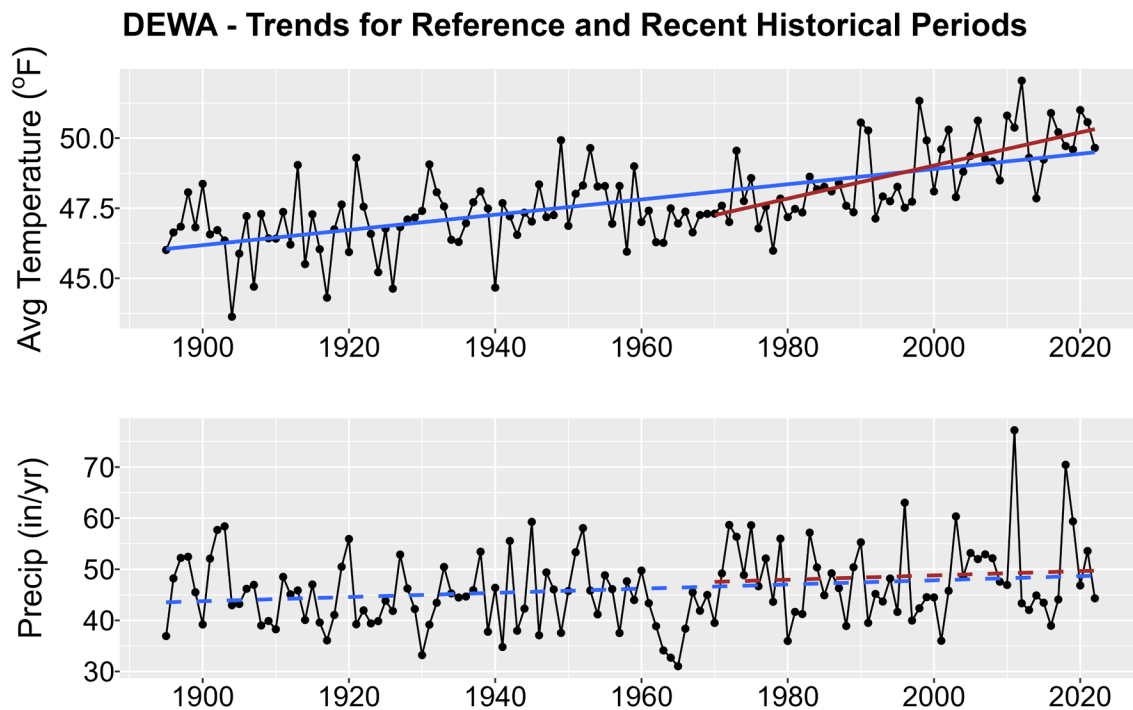 DEWA - Trends for Reference and Recent Historical Periods
Avg Temperature (°F)
50.0
47.5
45.0
1900 1920 1940 1960 1980 2000 2020
Precip (in/yr)
70
60
50
40
30
1900 1920 1940 1960 1980 2000 2020